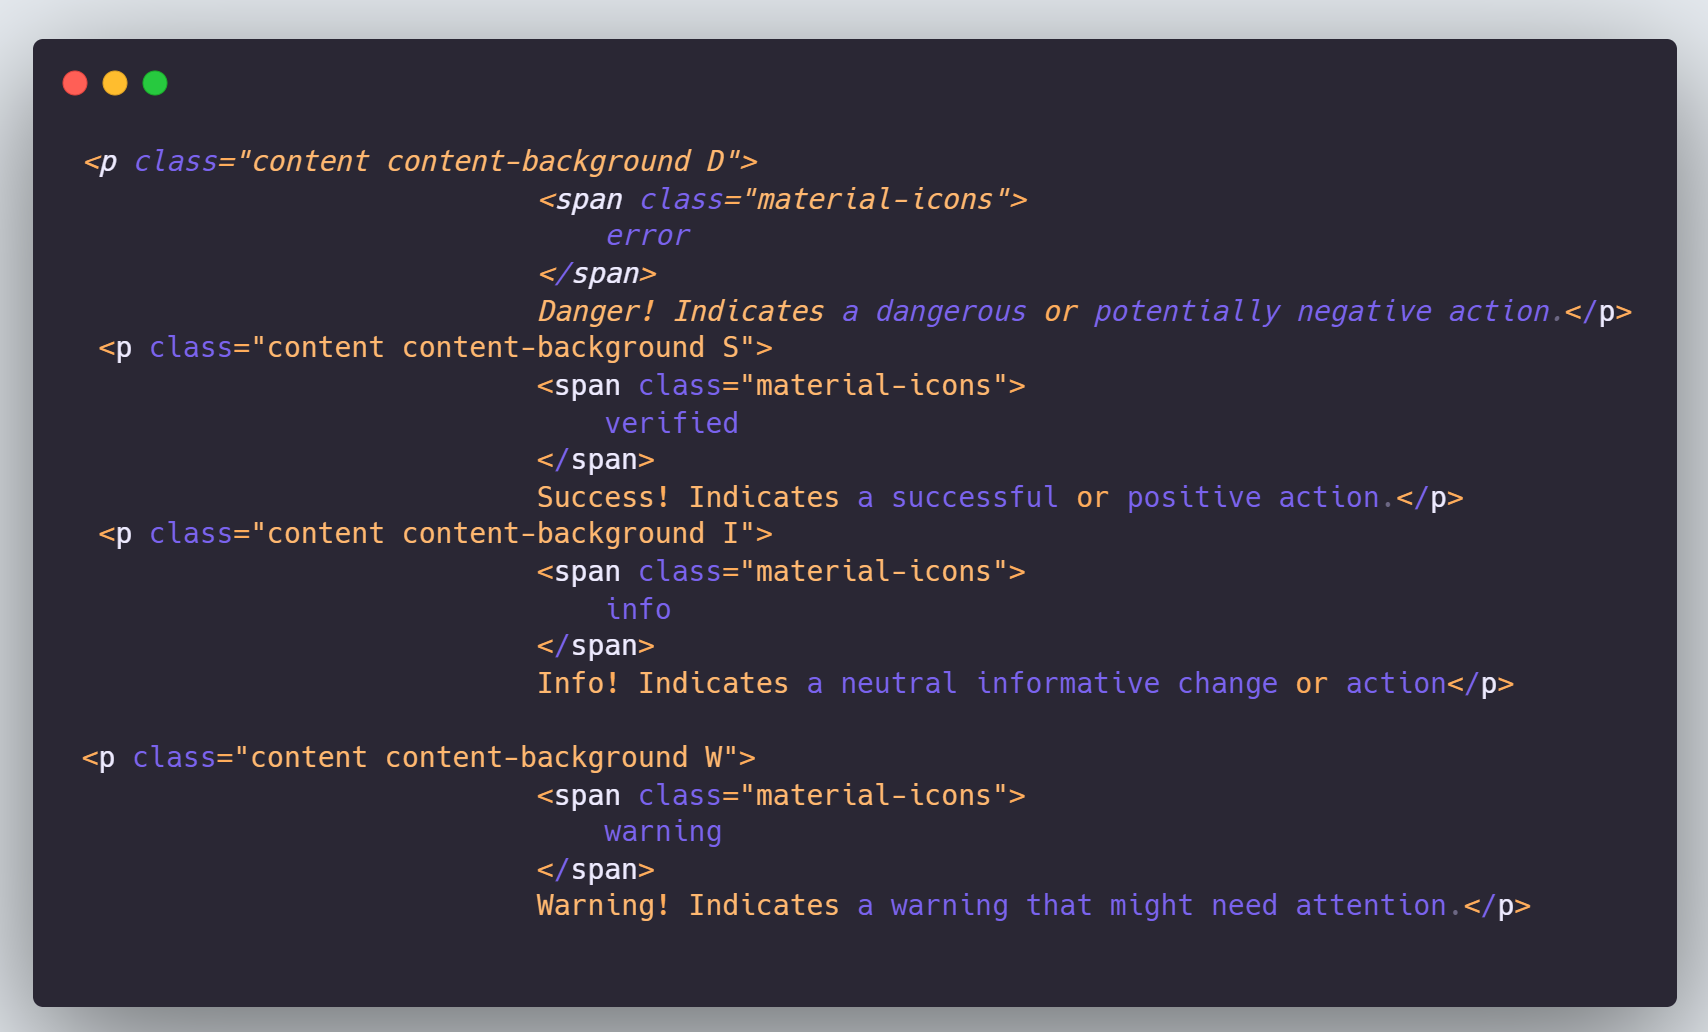 <p class="content content-background D">
<span class="material-icons">
error
</span>
Danger! Indicates a dangerous or potentially negative action.</p>
<p class="content content-background S">
<span class="material-icons">
verified
</span>
Success! Indicates a successful or positive action.</p>
<p class="content content-background I">
<span class="material-icons">
info
</span>
Info! Indicates a neutral informative change or action</p>
<p class="content content-background W">
<span class="material-icons">
warning
</span>
Warning! Indicates a warning that might need attention.</p>